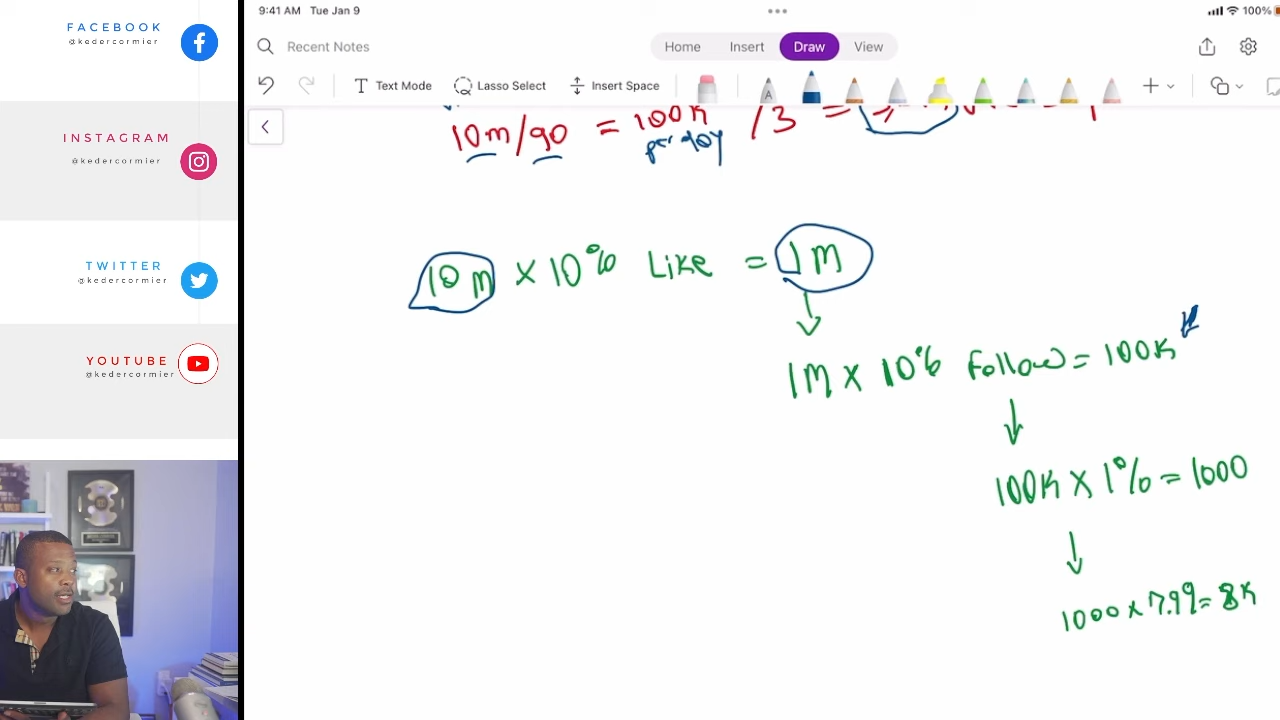 FACEBOOK
@kedercormier
INSTAGRAM
@kedercormier
TWITTER
@kedercormier
YOUTUBE
@kedercormier
9:41 AM Tue Jan 9
100%
Recent Notes
Home Insert Draw View
Text Mode Lasso Select Insert Space
A
10m/90 = 100K /3 =
per day
10 m × 10% Like = 1M
1M × 10% Follow = 100K
100K × 1% = 1000
1000 × 7.99 = 8K